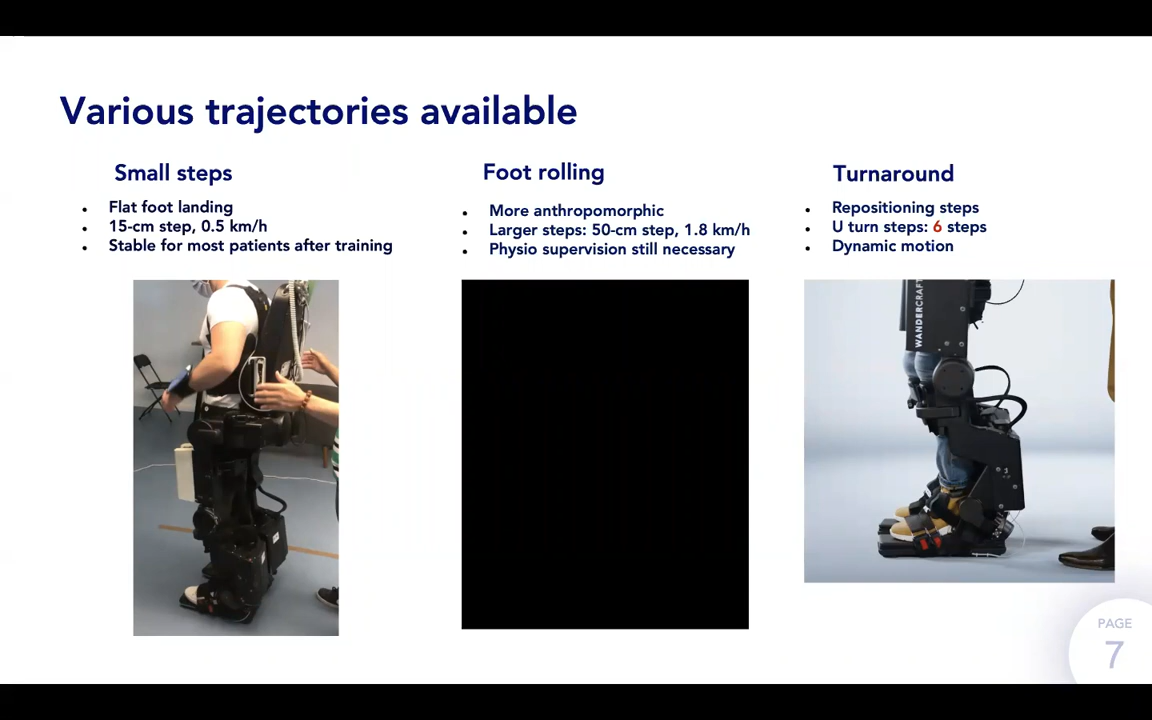 Various trajectories available
Small steps
• Flat foot landing
• 15-cm step, 0.5 km/h
• Stable for most patients after training
Foot rolling
• More anthropomorphic
• Larger steps: 50-cm step, 1.8 km/h
• Physio supervision still necessary
Turnaround
• Repositioning steps
• U turn steps: 6 steps
• Dynamic motion
WANDERCRAFT
PAGE
7